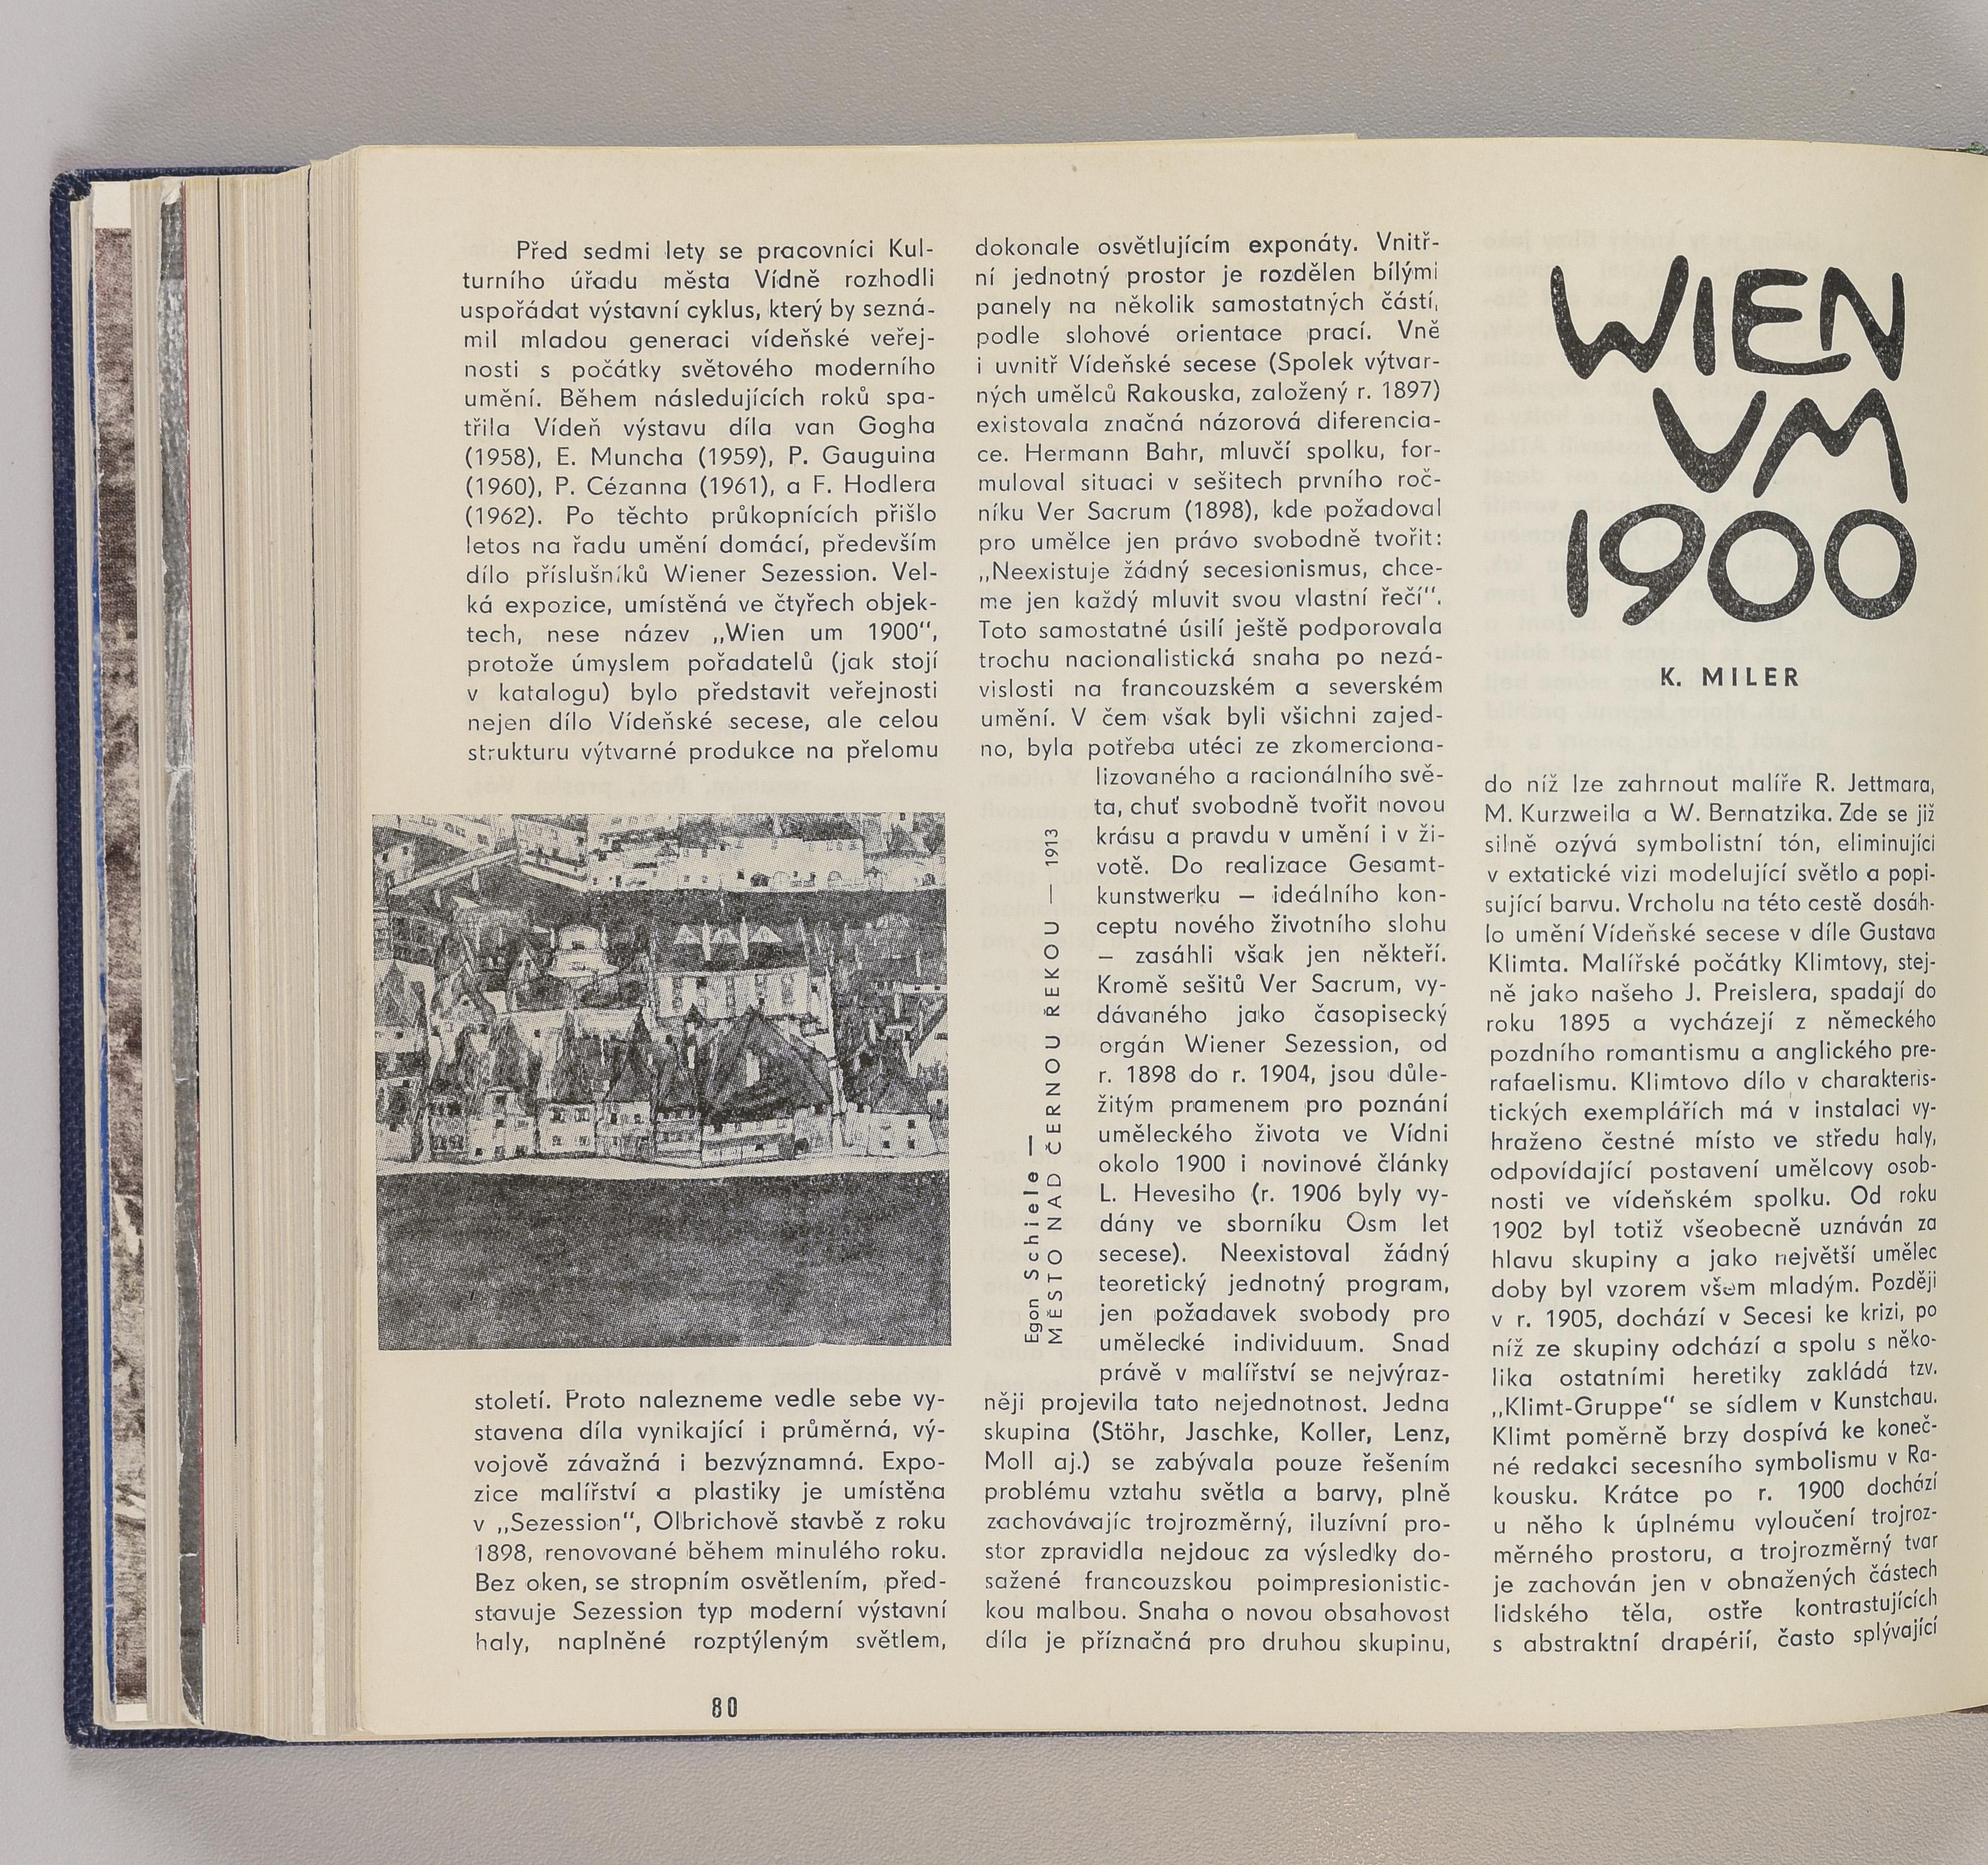 WIEN
UM
1900
K. MILER
Před sedmi lety se pracovníci Kul-
turního úřadu města Vídně rozhodli
uspořádat výstavní cyklus, který by sezná-
mil mladou generaci vídeňské veřej-
nosti s počátky světového moderního
umění. Během následujících roků spa-
třila Vídeň výstavu díla van Gogha
(1958), E. Muncha (1959), P. Gauguina
(1960), P. Cézanna (1961), a F. Hodlera
(1962). Po těchto průkopnících přišlo
letos na řadu umění domácí, především
dílo příslušníků Wiener Sezession. Vel-
ká expozice, umístěná ve čtyřech objek-
tech, nese název „Wien um 1900“,
protože úmyslem pořadatelů (jak stojí
v katalogu) bylo představit veřejnosti
nejen dílo Vídeňské secese, ale celou
strukturu výtvarné produkce na přelomu
století. Proto nalezneme vedle sebe vy-
stavena díla vynikající i průměrná, vý-
vojově závažná i bezvýznamná. Expo-
zice malířství a plastiky je umístěna
v „Sezession“, Olbrichově stavbě z roku
1898, renovované během minulého roku.
Bez oken, se stropním osvětlením, před-
stavuje Sezession typ moderní výstavní
haly, naplněné rozptýleným světlem,
dokonale osvětlujícím exponáty. Vnitř-
ní jednotný prostor je rozdělen bílými
panely na několik samostatných částí,
podle slohové orientace prací. Vně
i uvnitř Vídeňské secese (Spolek výtvar-
ných umělců Rakouska, založený r. 1897)
existovala značná názorová diferencia-
ce. Hermann Bahr, mluvčí spolku, for-
muloval situaci v sešitech prvního roč-
níku Ver Sacrum (1898), kde požadoval
pro umělce jen právo svobodně tvořit:
„Neexistuje žádný secesionismus, chce-
me jen každý mluvit svou vlastní řečí“.
Toto samostatné úsilí ještě podporovala
trochu nacionalistická snaha po nezá-
vislosti na francouzském a severském
umění. V čem však byli všichni zajed-
no, byla potřeba utéci ze zkomerciona-
lizovaného a racionálního svě-
ta, chuť svobodně tvořit novou
krásu a pravdu v umění i v ži-
votě. Do realizace Gesamt-
kunstwerku – ideálního kon-
ceptu nového životního slohu
– zasáhli však jen někteří.
Kromě sešitů Ver Sacrum, vy-
dávaného jako časopisecký
orgán Wiener Sezession, od
r. 1898 do r. 1904, jsou důle-
žitým pramenem pro poznání
uměleckého života ve Vídni
okolo 1900 i novinové články
L. Hevesiho (r. 1906 byly vy-
dány ve sborníku Osm let
secese). Neexistoval žádný
teoretický jednotný program,
jen požadavek svobody pro
umělecké individuum. Snad
právě v malířství se nejvýraz-
něji projevila tato nejednotnost. Jedna
skupina (Stöhr, Jaschke, Koller, Lenz,
Moll aj.) se zabývala pouze řešením
problému vztahu světla a barvy, plně
zachovávajíc trojrozměrný, iluzívní pro-
stor zpravidla nejdouc za výsledky do-
sažené francouzskou poimpresionistic-
kou malbou. Snaha o novou obsahovost
díla je příznačná pro druhou skupinu,
Egon Schiele —
MĚSTO NAD ČERNOU ŘEKOU — 1913
do níž lze zahrnout malíře R. Jettmara,
M. Kurzweila a W. Bernatzika. Zde se již
silně ozývá symbolistní tón, eliminující
v extatické vizi modelující světlo a popi-
sující barvu. Vrcholu na této cestě dosáh-
lo umění Vídeňské secese v díle Gustava
Klimta. Malířské počátky Klimtovy, stej-
ně jako našeho J. Preislera, spadají do
roku 1895 a vycházejí z německého
pozdního romantismu a anglického pre-
rafaelismu. Klimtovo dílo v charakteris-
tických exemplářích má v instalaci vy-
hraženo čestné místo ve středu haly,
odpovídající postavení umělcovy osob-
nosti ve vídeňském spolku. Od roku
1902 byl totiž všeobecně uznáván za
hlavu skupiny a jako největší umělec
doby byl vzorem všem mladým. Později
v r. 1905, dochází v Secesi ke krizi, po
níž ze skupiny odchází a spolu s něko-
lika ostatními heretiky zakládá tzv.
„Klimt-Gruppe“ se sídlem v Kunstchau.
Klimt poměrně brzy dospívá ke koneč-
né redakci secesního symbolismu v Ra-
kousku. Krátce po r. 1900 dochází
u něho k úplnému vyloučení trojroz-
měrného prostoru, a trojrozměrný tvar
je zachován jen v obnažených částech
lidského těla, ostře kontrastujících
s abstraktní drapérií, často splývající
80